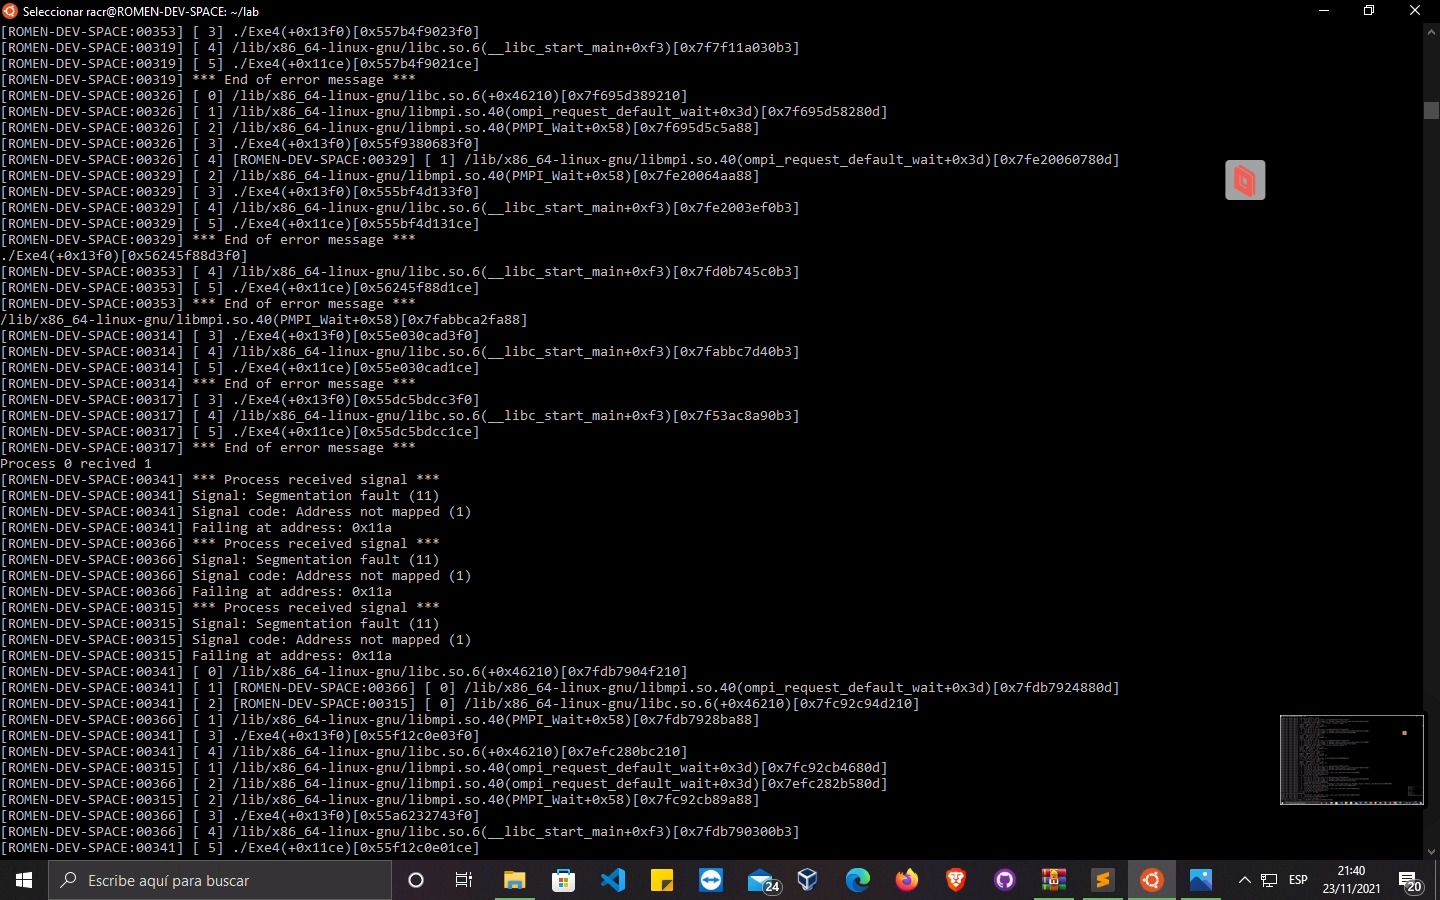 Seleccionar racr@ROMEN-DEV-SPACE: ~/lab
[ROMEN-DEV-SPACE:00353] [ 3] ./Exe4(+0x13f0)[0x557b4f9023f0]
[ROMEN-DEV-SPACE:00319] [ 4] /lib/x86_64-linux-gnu/libc.so.6(__libc_start_main+0xf3)[0x7f7f11a030b3]
[ROMEN-DEV-SPACE:00319] [ 5] ./Exe4(+0x11ce)[0x557b4f9021ce]
[ROMEN-DEV-SPACE:00319] *** End of error message ***
[ROMEN-DEV-SPACE:00326] [ 0] /lib/x86_64-linux-gnu/libc.so.6(+0x46210)[0x7f695d389210]
[ROMEN-DEV-SPACE:00326] [ 1] /lib/x86_64-linux-gnu/libmpi.so.40(ompi_request_default_wait+0x3d)[0x7f695d58280d]
[ROMEN-DEV-SPACE:00326] [ 2] /lib/x86_64-linux-gnu/libmpi.so.40(PMPI_Wait+0x58)[0x7f695d5c5a88]
[ROMEN-DEV-SPACE:00326] [ 3] ./Exe4(+0x13f0)[0x55f9380683f0]
[ROMEN-DEV-SPACE:00326] [ 4] [ROMEN-DEV-SPACE:00329] [ 1] /lib/x86_64-linux-gnu/libmpi.so.40(ompi_request_default_wait+0x3d)[0x7fe20060780d]
[ROMEN-DEV-SPACE:00329] [ 2] /lib/x86_64-linux-gnu/libmpi.so.40(PMPI_Wait+0x58)[0x7fe20064aa88]
[ROMEN-DEV-SPACE:00329] [ 3] ./Exe4(+0x13f0)[0x555bf4d133f0]
[ROMEN-DEV-SPACE:00329] [ 4] /lib/x86_64-linux-gnu/libc.so.6(__libc_start_main+0xf3)[0x7fe2003ef0b3]
[ROMEN-DEV-SPACE:00329] [ 5] ./Exe4(+0x11ce)[0x555bf4d131ce]
[ROMEN-DEV-SPACE:00329] *** End of error message ***
./Exe4(+0x13f0)[0x56245f88d3f0]
[ROMEN-DEV-SPACE:00353] [ 4] /lib/x86_64-linux-gnu/libc.so.6(__libc_start_main+0xf3)[0x7fd0b745c0b3]
[ROMEN-DEV-SPACE:00353] [ 5] ./Exe4(+0x11ce)[0x56245f88d1ce]
[ROMEN-DEV-SPACE:00353] *** End of error message ***
/lib/x86_64-linux-gnu/libmpi.so.40(PMPI_Wait+0x58)[0x7fabbca2fa88]
[ROMEN-DEV-SPACE:00314] [ 3] ./Exe4(+0x13f0)[0x55e030cad3f0]
[ROMEN-DEV-SPACE:00314] [ 4] /lib/x86_64-linux-gnu/libc.so.6(__libc_start_main+0xf3)[0x7fabbc7d40b3]
[ROMEN-DEV-SPACE:00314] [ 5] ./Exe4(+0x11ce)[0x55e030cad1ce]
[ROMEN-DEV-SPACE:00314] *** End of error message ***
[ROMEN-DEV-SPACE:00317] [ 3] ./Exe4(+0x13f0)[0x55dc5bdcc3f0]
[ROMEN-DEV-SPACE:00317] [ 4] /lib/x86_64-linux-gnu/libc.so.6(__libc_start_main+0xf3)[0x7f53ac8a90b3]
[ROMEN-DEV-SPACE:00317] [ 5] ./Exe4(+0x11ce)[0x55dc5bdcc1ce]
[ROMEN-DEV-SPACE:00317] *** End of error message ***
Process 0 recived 1
[ROMEN-DEV-SPACE:00341] *** Process received signal ***
[ROMEN-DEV-SPACE:00341] Signal: Segmentation fault (11)
[ROMEN-DEV-SPACE:00341] Signal code: Address not mapped (1)
[ROMEN-DEV-SPACE:00341] Failing at address: 0x11a
[ROMEN-DEV-SPACE:00366] *** Process received signal ***
[ROMEN-DEV-SPACE:00366] Signal: Segmentation fault (11)
[ROMEN-DEV-SPACE:00366] Signal code: Address not mapped (1)
[ROMEN-DEV-SPACE:00366] Failing at address: 0x11a
[ROMEN-DEV-SPACE:00315] *** Process received signal ***
[ROMEN-DEV-SPACE:00315] Signal: Segmentation fault (11)
[ROMEN-DEV-SPACE:00315] Signal code: Address not mapped (1)
[ROMEN-DEV-SPACE:00315] Failing at address: 0x11a
[ROMEN-DEV-SPACE:00341] [ 0] /lib/x86_64-linux-gnu/libc.so.6(+0x46210)[0x7fdb7904f210]
[ROMEN-DEV-SPACE:00341] [ 1] [ROMEN-DEV-SPACE:00366] [ 0] /lib/x86_64-linux-gnu/libmpi.so.40(ompi_request_default_wait+0x3d)[0x7fdb7924880d]
[ROMEN-DEV-SPACE:00341] [ 2] [ROMEN-DEV-SPACE:00315] [ 0] /lib/x86_64-linux-gnu/libc.so.6(+0x46210)[0x7fc92c94d210]
[ROMEN-DEV-SPACE:00366] [ 1] /lib/x86_64-linux-gnu/libmpi.so.40(PMPI_Wait+0x58)[0x7fdb7928ba88]
[ROMEN-DEV-SPACE:00341] [ 3] ./Exe4(+0x13f0)[0x55f12c0e03f0]
[ROMEN-DEV-SPACE:00341] [ 4] /lib/x86_64-linux-gnu/libc.so.6(+0x46210)[0x7efc280bc210]
[ROMEN-DEV-SPACE:00315] [ 1] /lib/x86_64-linux-gnu/libmpi.so.40(ompi_request_default_wait+0x3d)[0x7fc92cb4680d]
[ROMEN-DEV-SPACE:00366] [ 2] /lib/x86_64-linux-gnu/libmpi.so.40(ompi_request_default_wait+0x3d)[0x7efc282b580d]
[ROMEN-DEV-SPACE:00315] [ 2] /lib/x86_64-linux-gnu/libmpi.so.40(PMPI_Wait+0x58)[0x7fc92cb89a88]
[ROMEN-DEV-SPACE:00366] [ 3] ./Exe4(+0x13f0)[0x55a6232743f0]
[ROMEN-DEV-SPACE:00366] [ 4] /lib/x86_64-linux-gnu/libc.so.6(__libc_start_main+0xf3)[0x7fdb790300b3]
[ROMEN-DEV-SPACE:00341] [ 5] ./Exe4(+0x11ce)[0x55f12c0e01ce]
Escribe aquí para buscar
24
ESP
21:40
23/11/2021
20